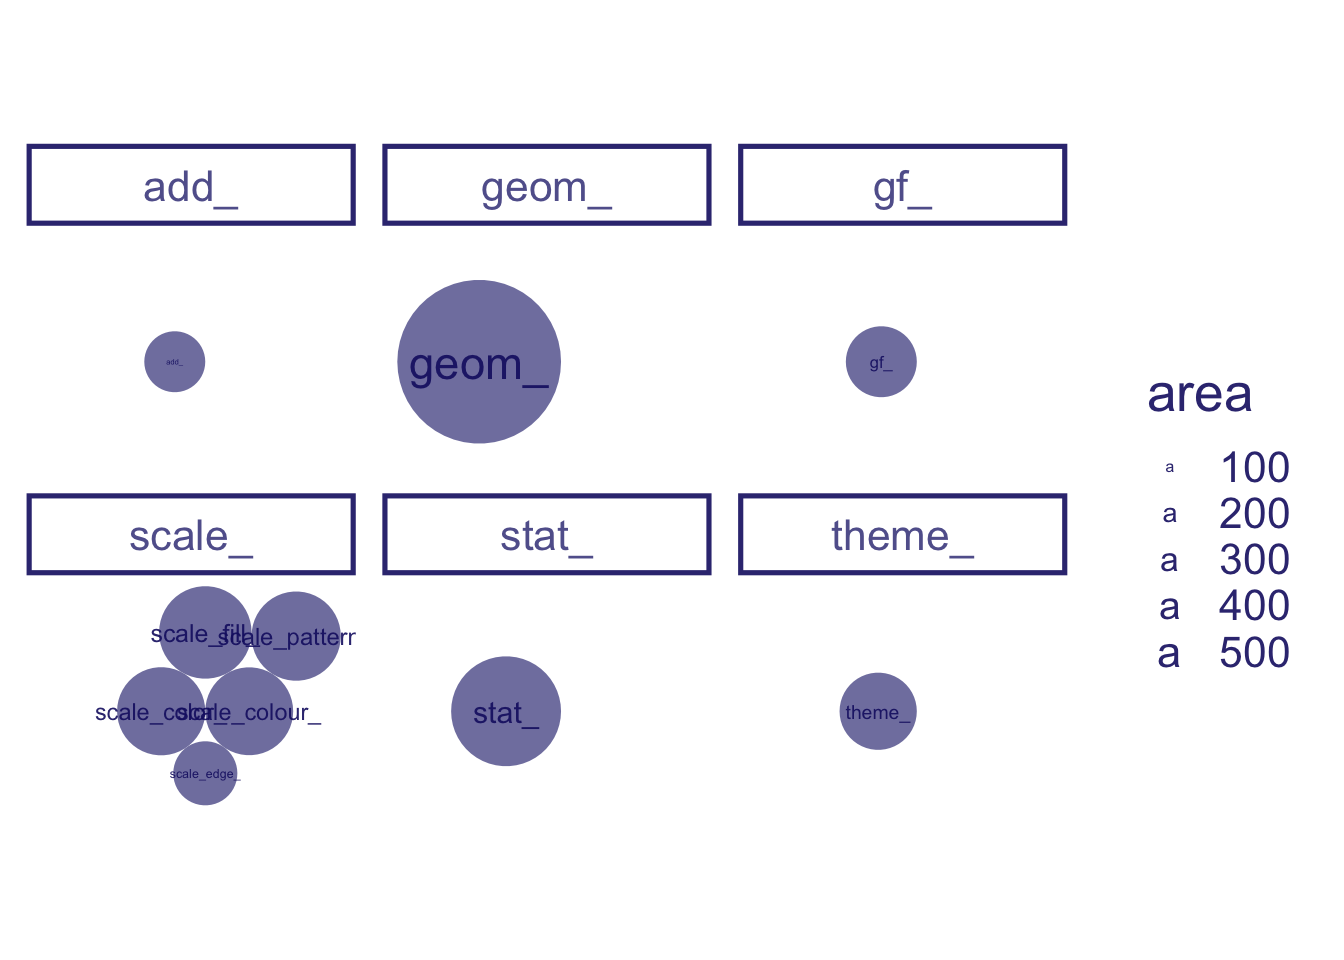 add_
geom_
gf_
add_
geom_
gf_
scale_
stat_
theme_
scale_fill_
scale_pattern
scale_color_
scale_colour_
scale_edge_
stat_
theme_
area
a 100
a 200
a 300
a 400
a 500